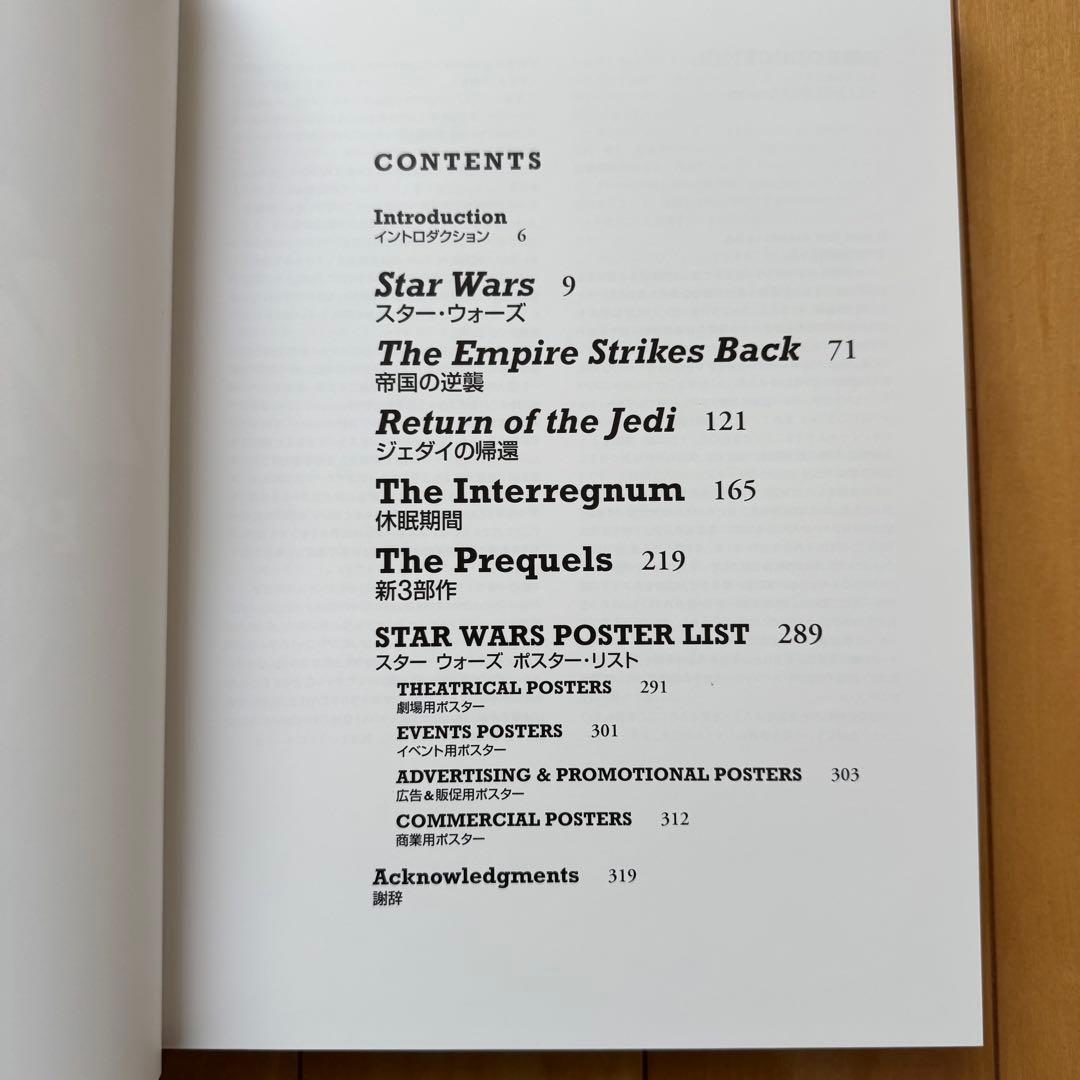 CONTENTS
Introduction
イントロダクション 6
Star Wars 9
スター・ウォーズ
The Empire Strikes Back 71
帝国の逆襲
Return of the Jedi 121
ジェダイの帰還
The Interregnum 165
休眠期間
The Prequels 219
新3部作
STAR WARS POSTER LIST 289
スター ウォーズ ポスター・リスト
THEATRICAL POSTERS 291
劇場用ポスター
EVENTS POSTERS 301
イベント用ポスター
ADVERTISING & PROMOTIONAL POSTERS 303
広告&販促用ポスター
COMMERCIAL POSTERS 312
商業用ポスター
Acknowledgments 319
謝辞